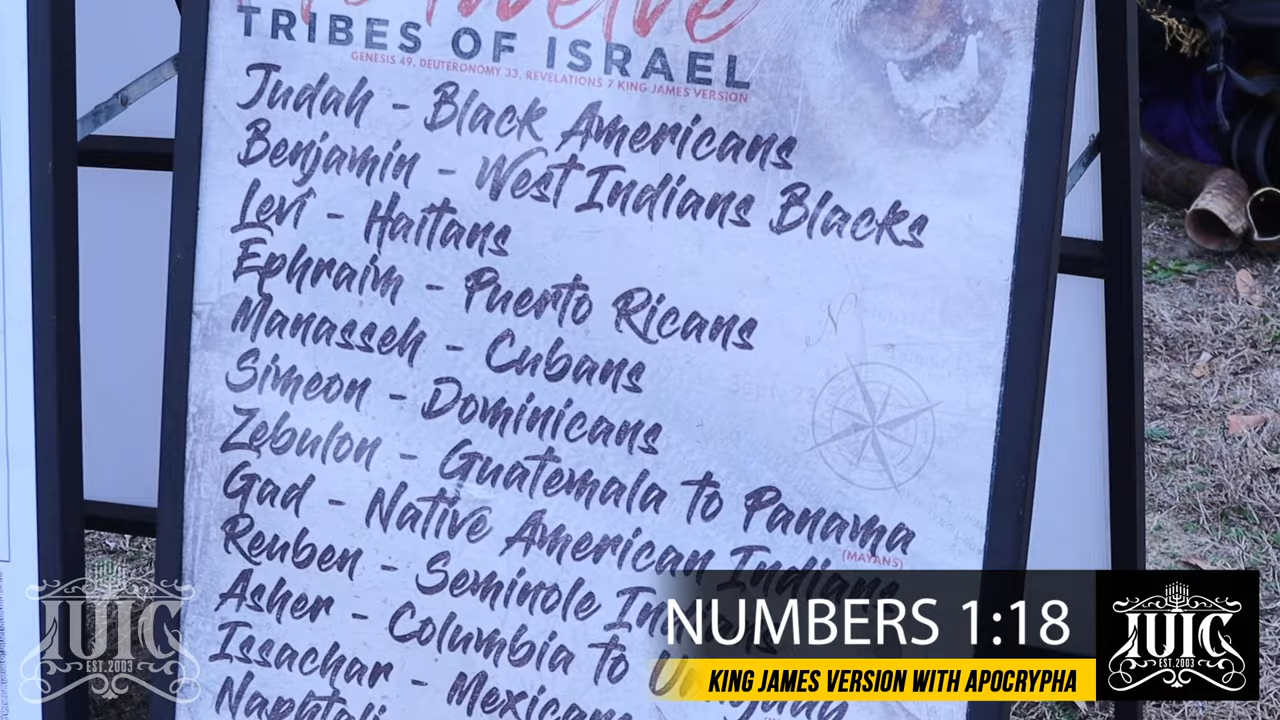 Twelve
TRIBES OF ISRAEL
GENESIS 49, DEUTERONOMY 33, REVELATIONS 7 KING JAMES VERSION
Judah - Black Americans
Benjamin - West Indians Blacks
Levi - Haitans
Ephraim - Puerto Ricans
Manasseh - Cubans
Simeon - Dominicans
Zebulon - Guatemala to Panama
(MAYANS)
Gad - Native American Indians
Reuben - Seminole Indians
Asher - Columbia to
Issachar - Mexicans
Naphtali
N
NUMBERS 1:18
KING JAMES VERSION WITH APOCRYPHA
IUIC
EST. 2003
IUIC
EST.2003